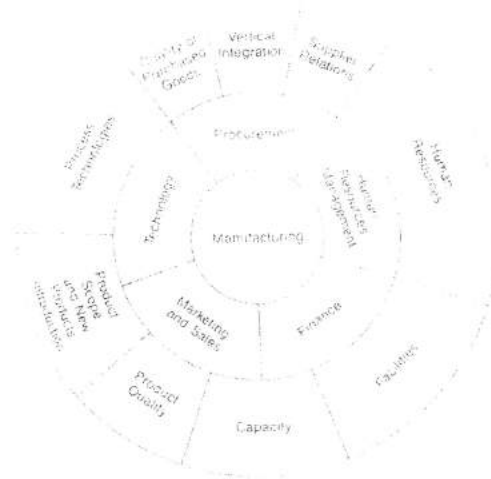 Quality of
Purchased
Goods
Vertical
Integration
Supplier
Relations
Process
Technologies
Procurement
Human
Resources
Technology
Human
Resources
Management
Manufacturing
Product
Scope
and New
Products
Introduction
Marketing
and Sales
Finance
Product
Quality
Capacity
Facilities